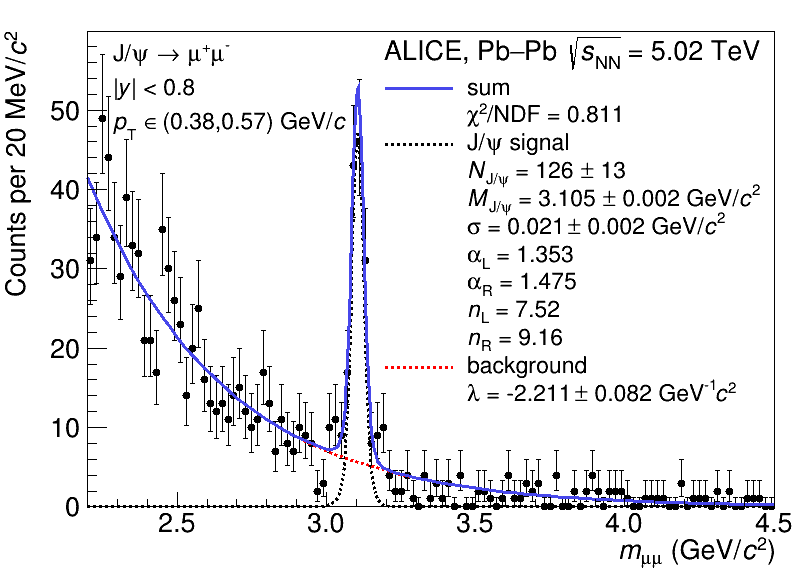 J/ψ → μ⁺μ⁻
|y| < 0.8
p_T ∈ (0.38,0.57) GeV/c
ALICE, Pb–Pb √s_NN = 5.02 TeV
sum
χ²/NDF = 0.811
J/ψ signal
N_J/ψ = 126 ± 13
M_J/ψ = 3.105 ± 0.002 GeV/c²
σ = 0.021 ± 0.002 GeV/c²
α_L = 1.353
α_R = 1.475
n_L = 7.52
n_R = 9.16
background
λ = -2.211 ± 0.082 GeV⁻¹c²
Counts per 20 MeV/c²
50
40
30
20
10
0
2.5 3.0 3.5 4.0 4.5
m_μμ (GeV/c²)